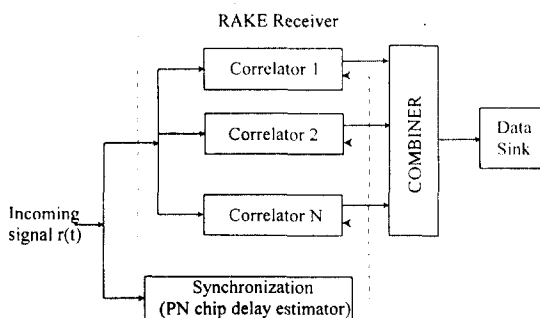 RAKE Receiver
Correlator 1
Correlator 2
Correlator N
COMBINER
Data
Sink
Incoming
signal r(t)
Synchronization
(PN chip delay estimator)